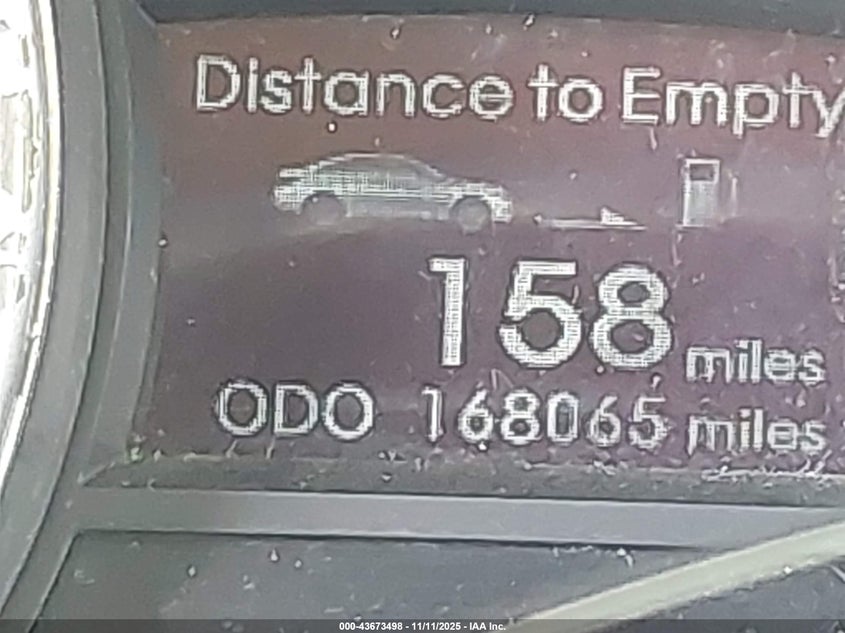 Distance to Empty
158 miles
ODO 168065 miles
000-43673498 - 11/11/2025 - IAA Inc.